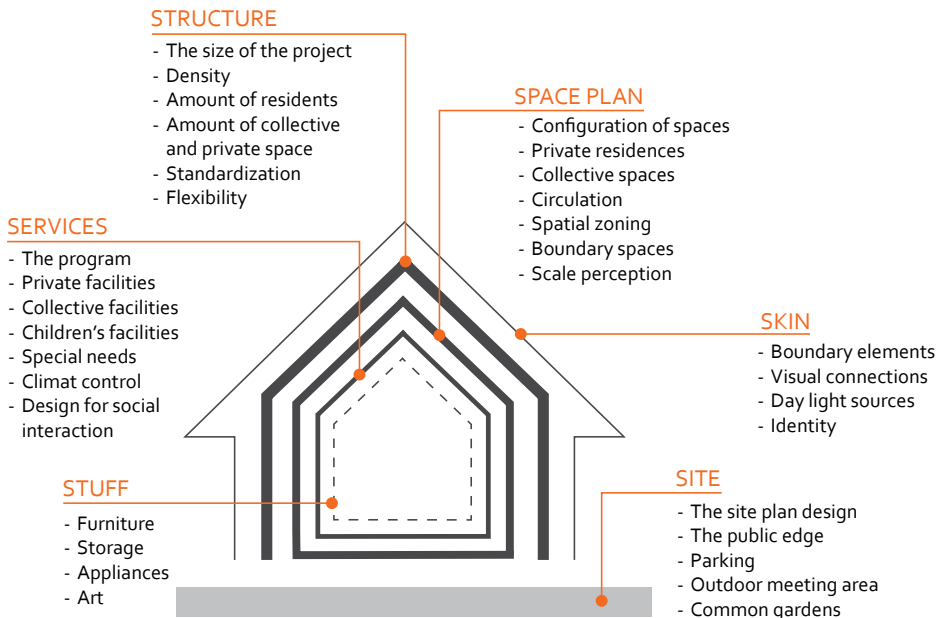 STRUCTURE
- The size of the project
- Density
- Amount of residents
- Amount of collective
and private space
- Standardization
- Flexibility
SPACE PLAN
- Configuration of spaces
- Private residences
- Collective spaces
- Circulation
- Spatial zoning
- Boundary spaces
- Scale perception
SERVICES
- The program
- Private facilities
- Collective facilities
- Children's facilities
- Special needs
- Climat control
- Design for social
interaction
SKIN
- Boundary elements
- Visual connections
- Day light sources
- Identity
STUFF
- Furniture
- Storage
- Appliances
- Art
SITE
- The site plan design
- The public edge
- Parking
- Outdoor meeting area
- Common gardens